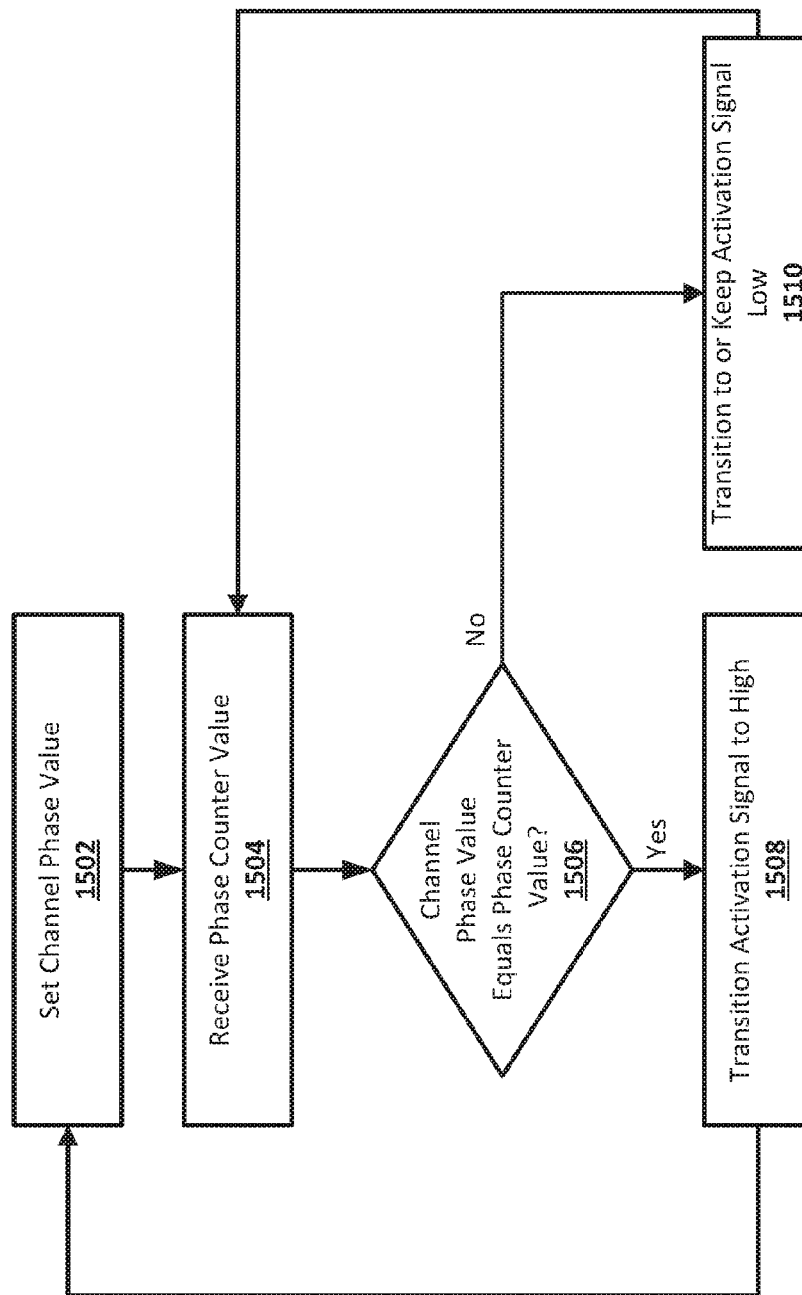 Set Channel Phase Value
1502
Receive Phase Counter Value
1504
Channel
Phase Value
Equals Phase Counter
Value?
1506
No
Yes
Transition Activation Signal to High
1508
Transition to or Keep Activation Signal
Low
1510